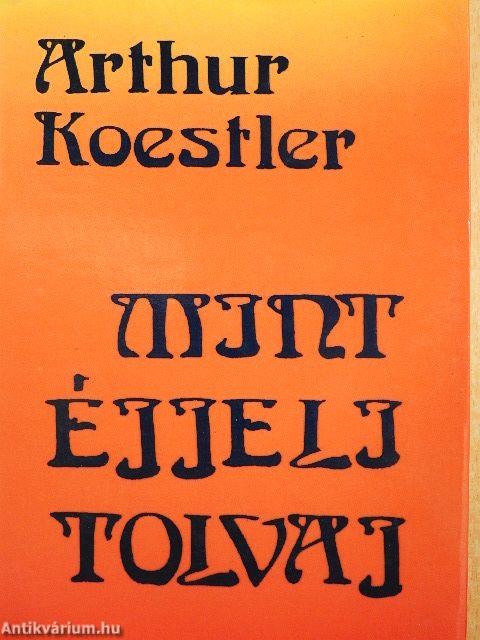 Arthur
Koestler
MINT
ÉJJELI
TOLVAJ
Antikvárium.hu